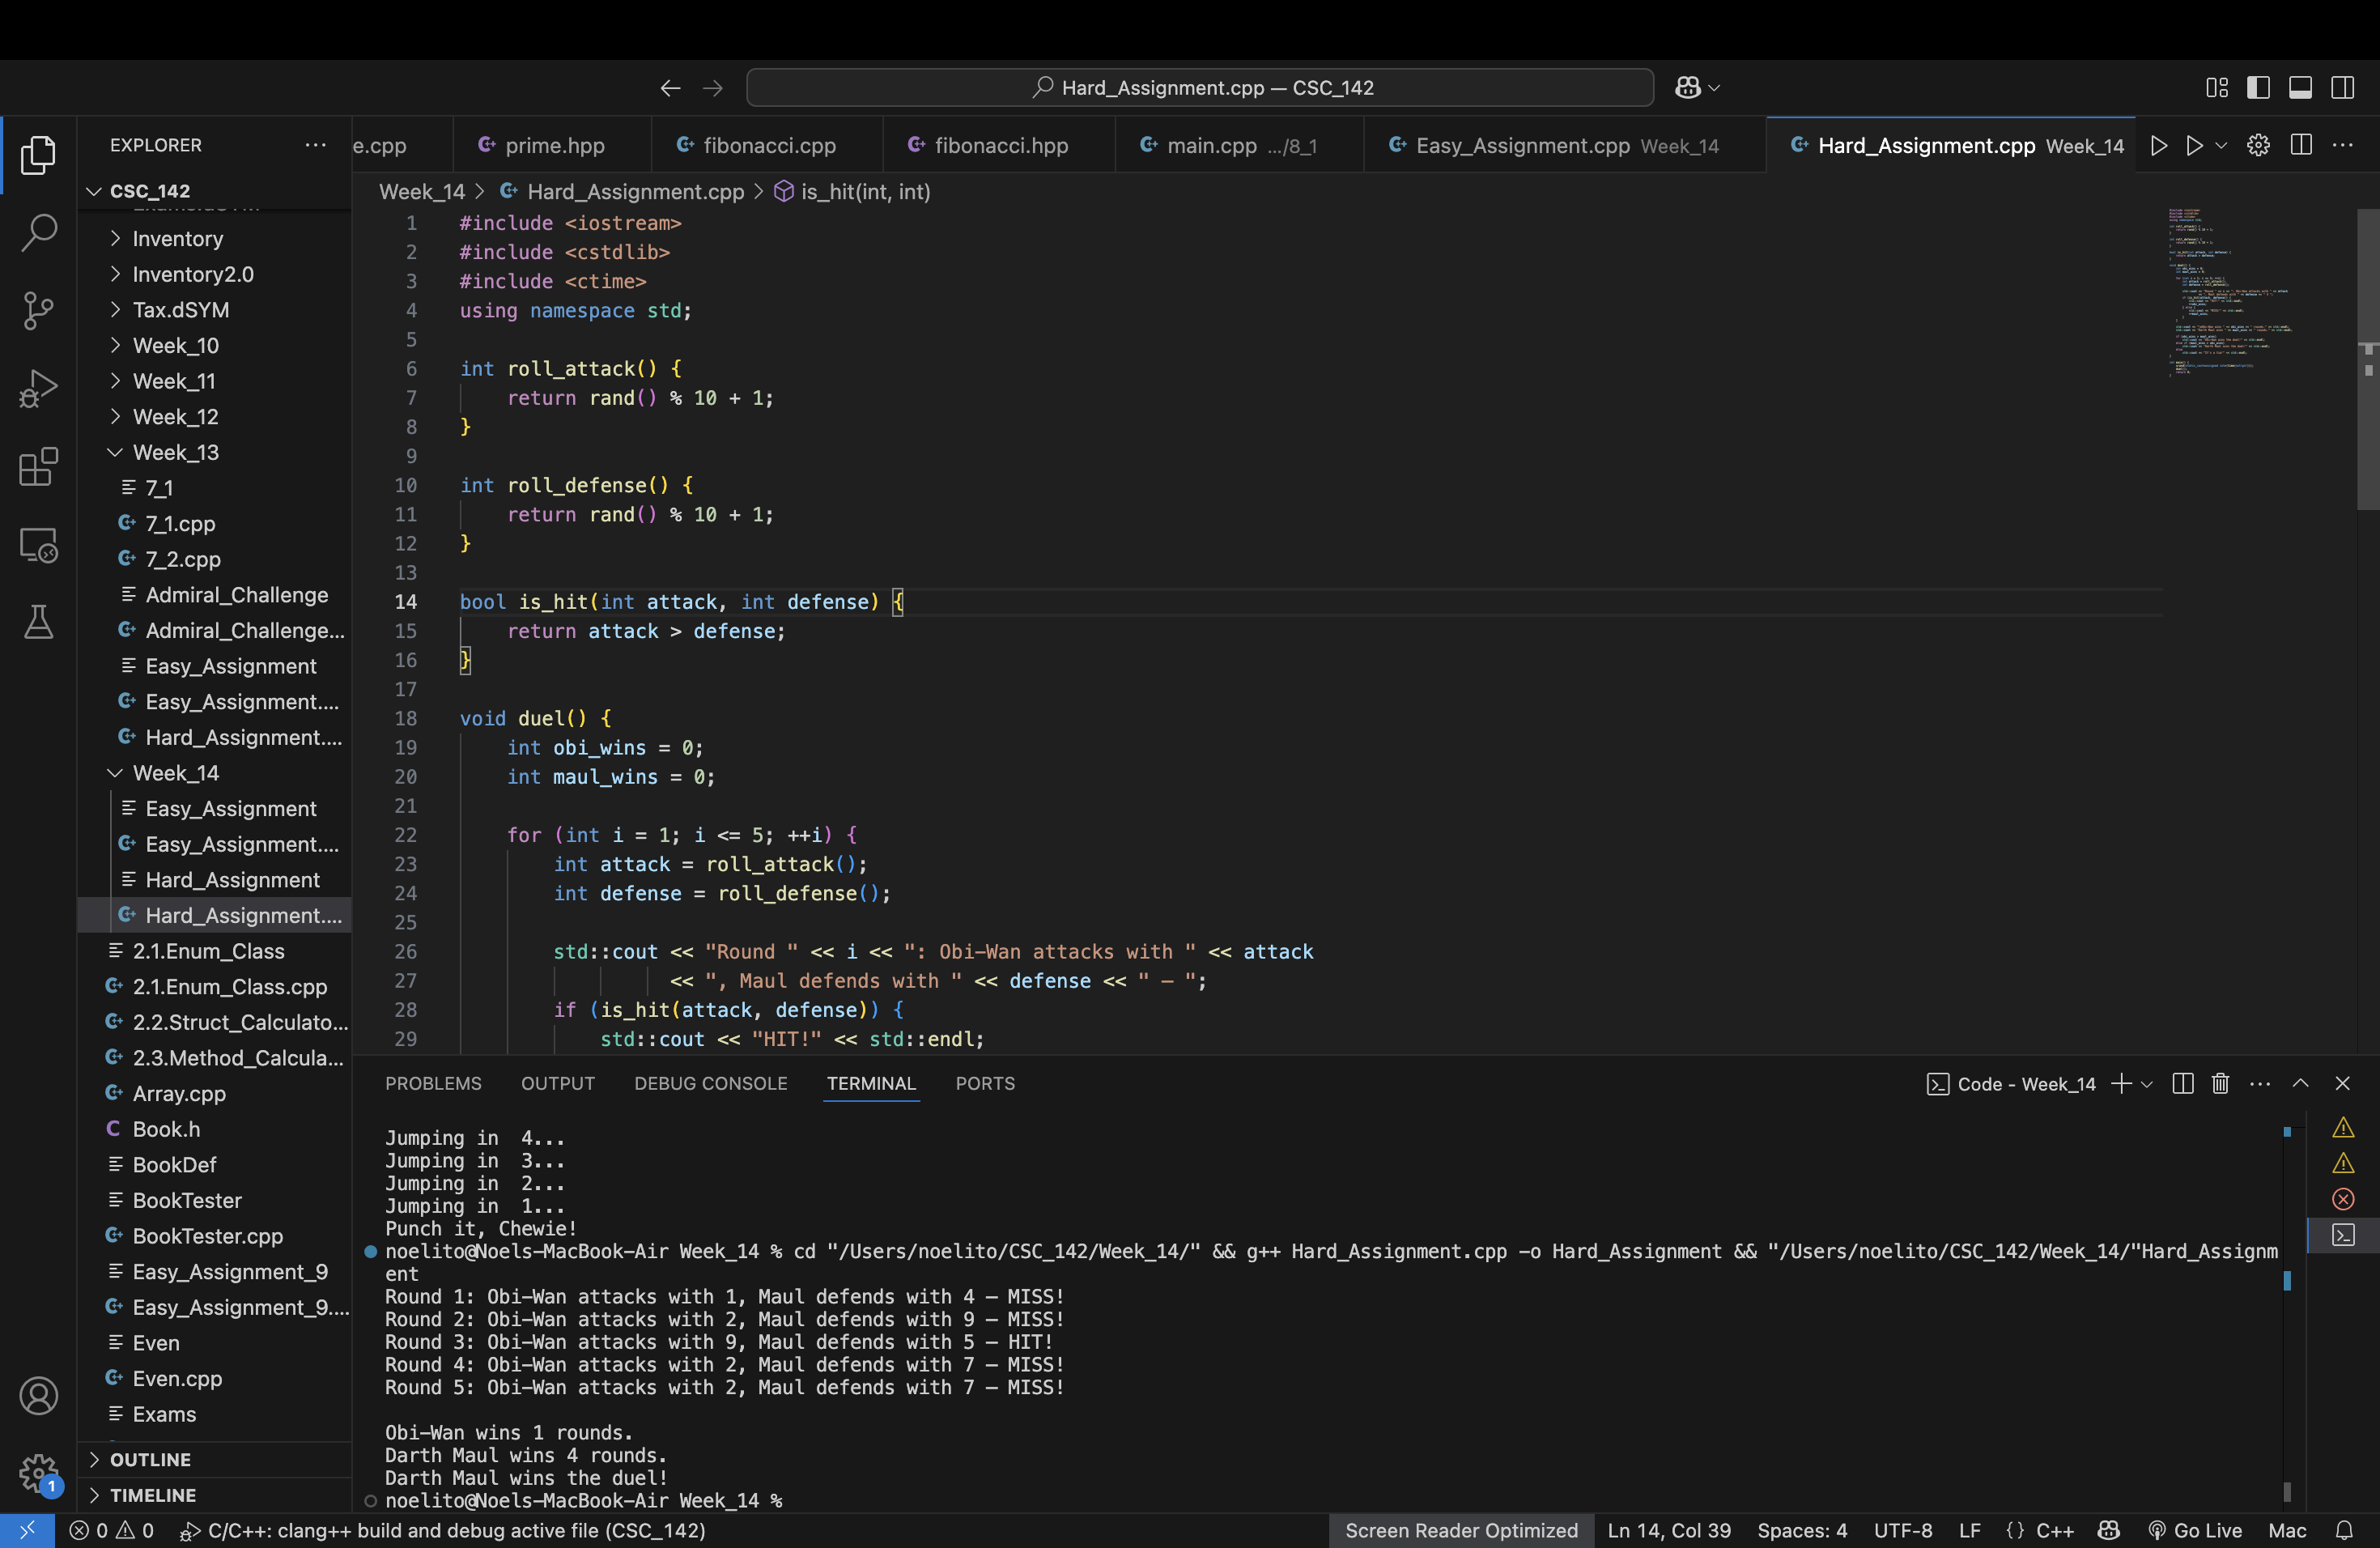 Hard_Assignment.cpp — CSC_142
EXPLORER
e.cpp
prime.hpp
fibonacci.cpp
fibonacci.hpp
main.cpp .../8_1
Easy_Assignment.cpp Week_14
Hard_Assignment.cpp Week_14
CSC_142
Inventory
Inventory2.0
Tax.dSYM
Week_10
Week_11
Week_12
Week_13
7_1
7_1.cpp
7_2.cpp
Admiral_Challenge
Admiral_Challenge...
Easy_Assignment
Easy_Assignment....
Hard_Assignment....
Week_14
Easy_Assignment
Easy_Assignment....
Hard_Assignment
Hard_Assignment....
2.1.Enum_Class
2.1.Enum_Class.cpp
2.2.Struct_Calculato...
2.3.Method_Calcula...
Array.cpp
Book.h
BookDef
BookTester
BookTester.cpp
Easy_Assignment_9
Easy_Assignment_9....
Even
Even.cpp
Exams
OUTLINE
TIMELINE
Week_14 > Hard_Assignment.cpp > is_hit(int, int)
1 #include <iostream>
2 #include <cstdlib>
3 #include <ctime>
4 using namespace std;
5
6 int roll_attack() {
7 return rand() % 10 + 1;
8 }
9
10 int roll_defense() {
11 return rand() % 10 + 1;
12 }
13
14 bool is_hit(int attack, int defense) {
15 return attack > defense;
16 }
17
18 void duel() {
19 int obi_wins = 0;
20 int maul_wins = 0;
21
22 for (int i = 1; i <= 5; ++i) {
23 int attack = roll_attack();
24 int defense = roll_defense();
25
26 std::cout << "Round " << i << ": Obi-Wan attacks with " << attack
27 << ", Maul defends with " << defense << " — ";
28 if (is_hit(attack, defense)) {
29 std::cout << "HIT!" << std::endl;
PROBLEMS OUTPUT DEBUG CONSOLE TERMINAL PORTS
Code - Week_14
Jumping in  4...
Jumping in  3...
Jumping in  2...
Jumping in  1...
Punch it, Chewie!
noelito@Noels-MacBook-Air Week_14 % cd "/Users/noelito/CSC_142/Week_14/" && g++ Hard_Assignment.cpp -o Hard_Assignment && "/Users/noelito/CSC_142/Week_14/"Hard_Assignm
ent
Round 1: Obi-Wan attacks with 1, Maul defends with 4 — MISS!
Round 2: Obi-Wan attacks with 2, Maul defends with 9 — MISS!
Round 3: Obi-Wan attacks with 9, Maul defends with 5 — HIT!
Round 4: Obi-Wan attacks with 2, Maul defends with 7 — MISS!
Round 5: Obi-Wan attacks with 2, Maul defends with 7 — MISS!
Obi-Wan wins 1 rounds.
Darth Maul wins 4 rounds.
Darth Maul wins the duel!
noelito@Noels-MacBook-Air Week_14 %
1
0 0 C/C++: clang++ build and debug active file (CSC_142) Screen Reader Optimized Ln 14, Col 39 Spaces: 4 UTF-8 LF {} C++ Go Live Mac